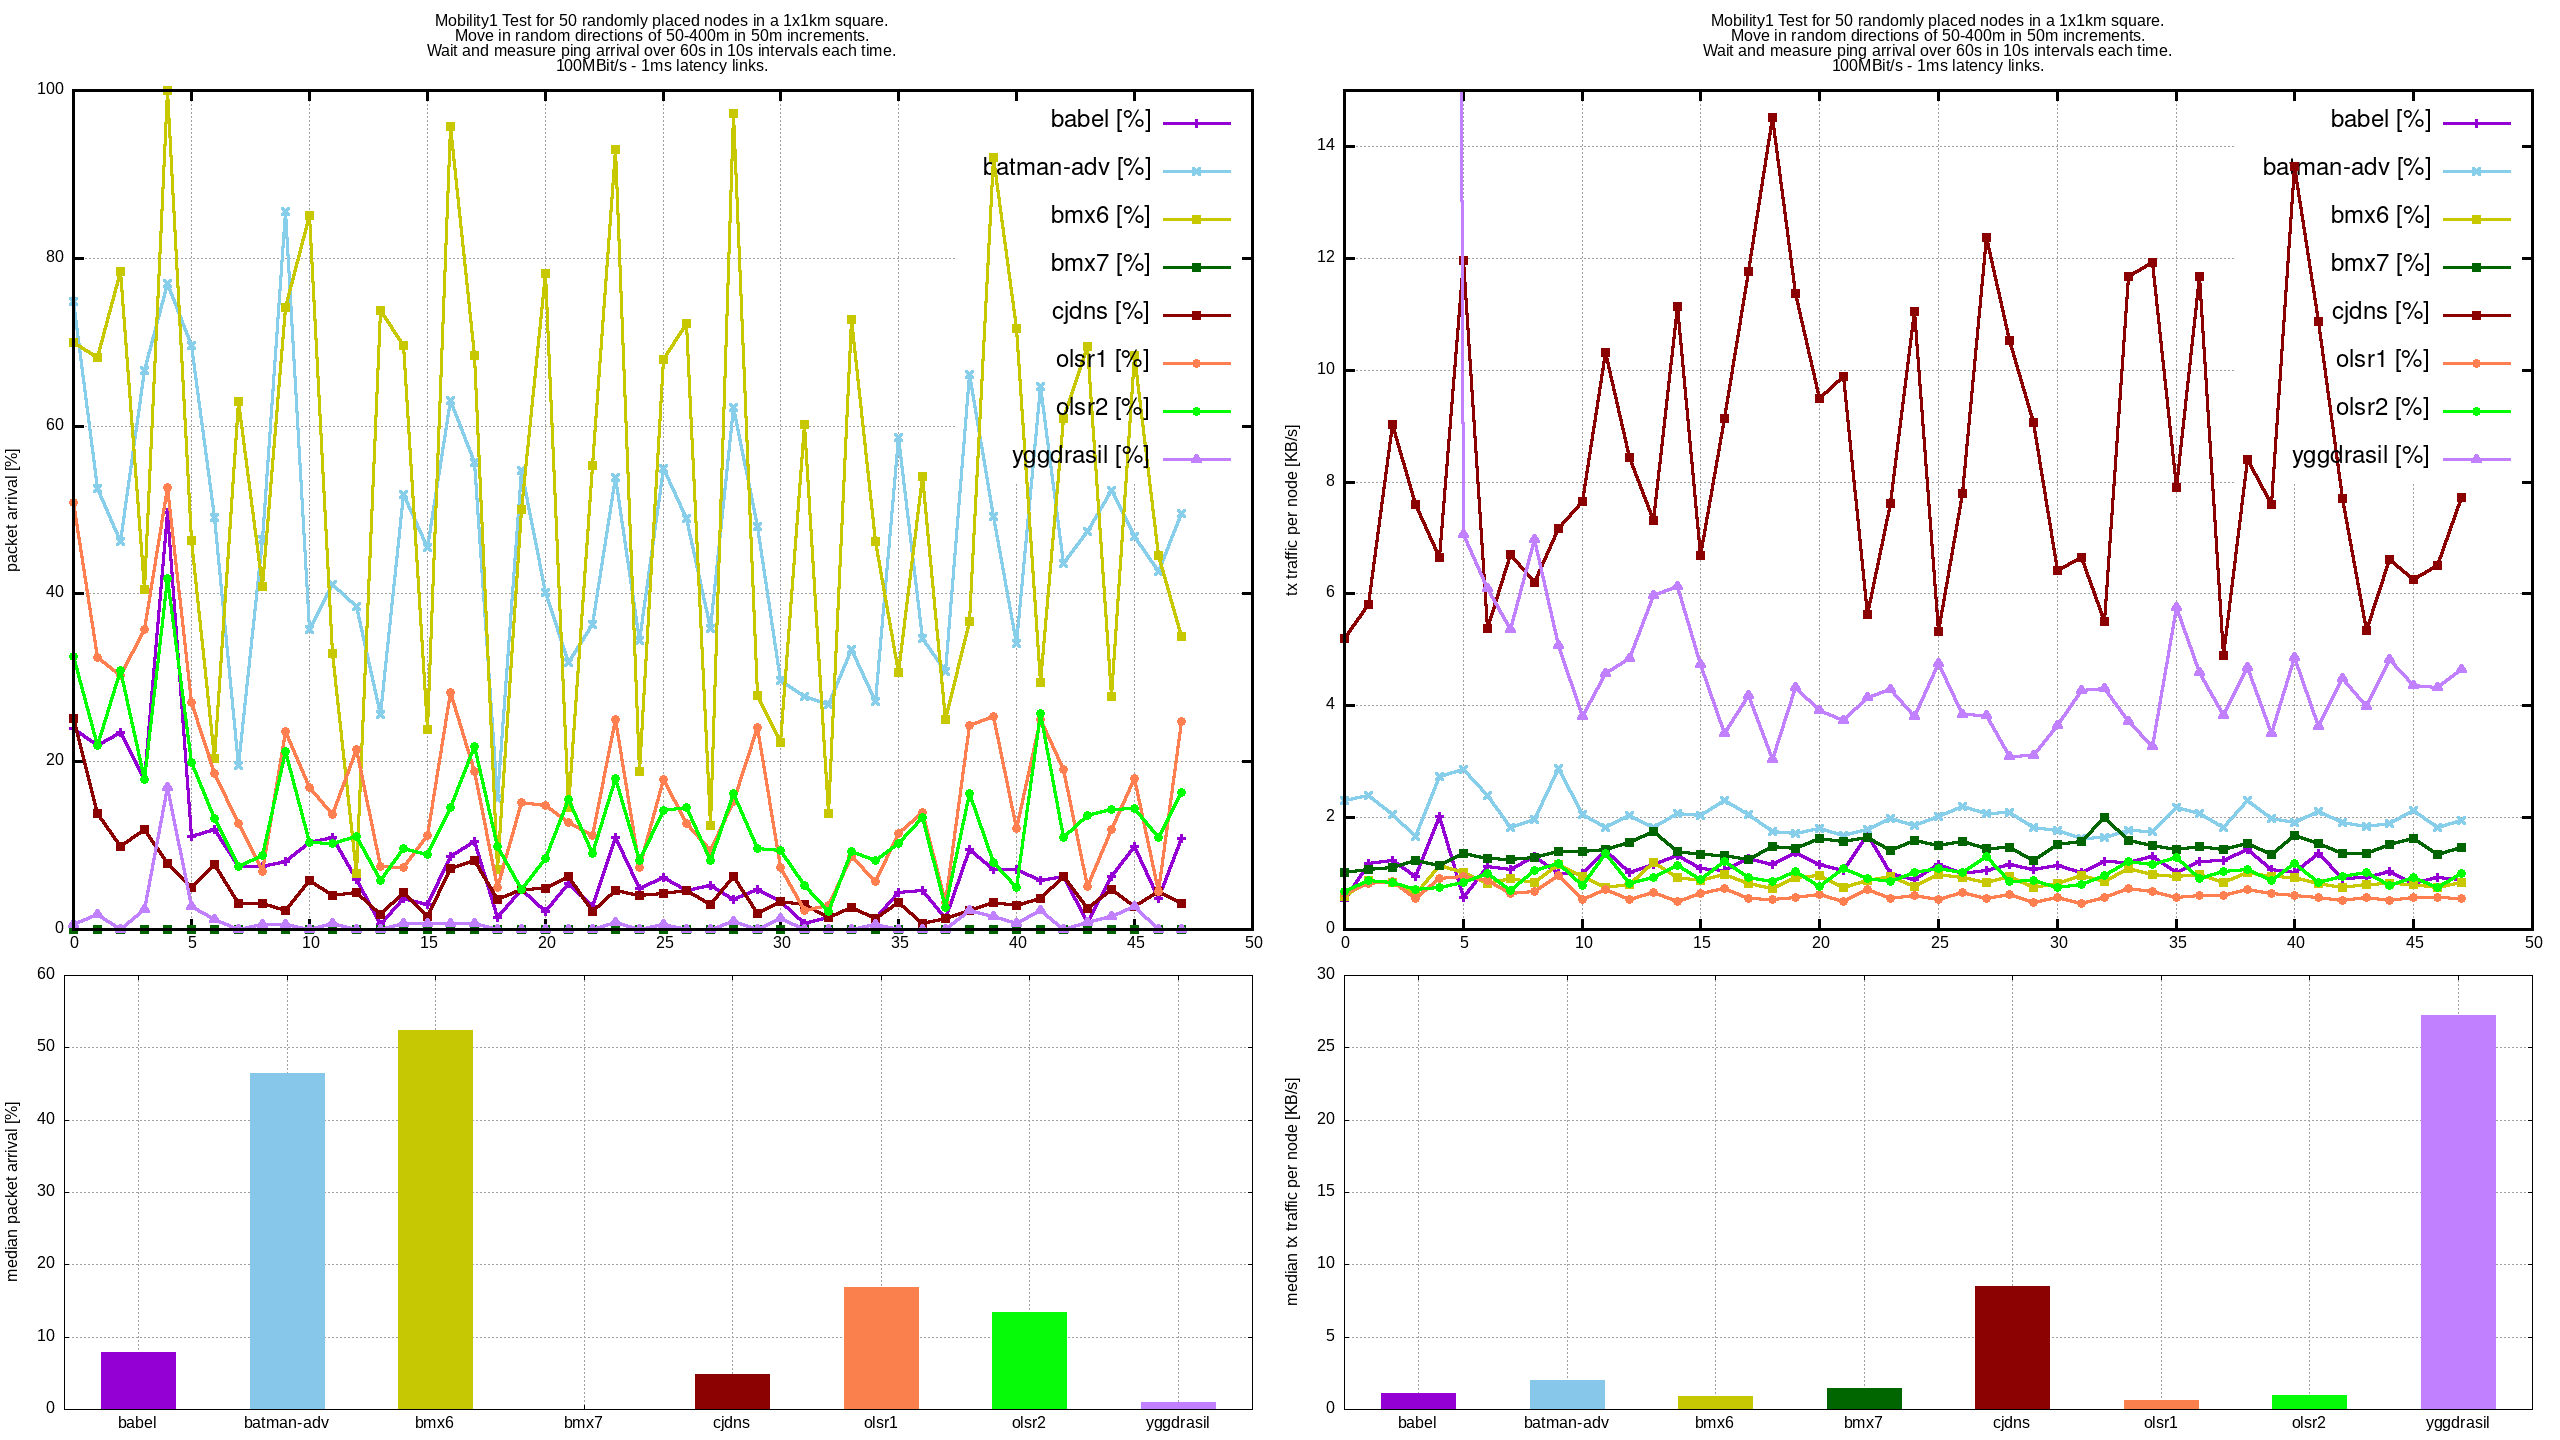 Mobility1 Test for 50 randomly placed nodes in a 1x1km square.
Move in random directions of 50-400m in 50m increments.
Wait and measure ping arrival over 60s in 10s intervals each time.
100MBit/s - 1ms latency links.
packet arrival [%]
100
80
60
40
20
0
0 5 10 15 20 25 30 35 40 45 50
babel [%]
batman-adv [%]
bmx6 [%]
bmx7 [%]
cjdns [%]
olsr1 [%]
olsr2 [%]
yggdrasil [%]
Mobility1 Test for 50 randomly placed nodes in a 1x1km square.
Move in random directions of 50-400m in 50m increments.
Wait and measure ping arrival over 60s in 10s intervals each time.
100MBit/s - 1ms latency links.
tx traffic per node [KB/s]
14
12
10
8
6
4
2
0
0 5 10 15 20 25 30 35 40 45 50
babel [%]
batman-adv [%]
bmx6 [%]
bmx7 [%]
cjdns [%]
olsr1 [%]
olsr2 [%]
yggdrasil [%]
median packet arrival [%]
60
50
40
30
20
10
0
babel batman-adv bmx6 bmx7 cjdns olsr1 olsr2 yggdrasil
median tx traffic per node [KB/s]
30
25
20
15
10
5
0
babel batman-adv bmx6 bmx7 cjdns olsr1 olsr2 yggdrasil